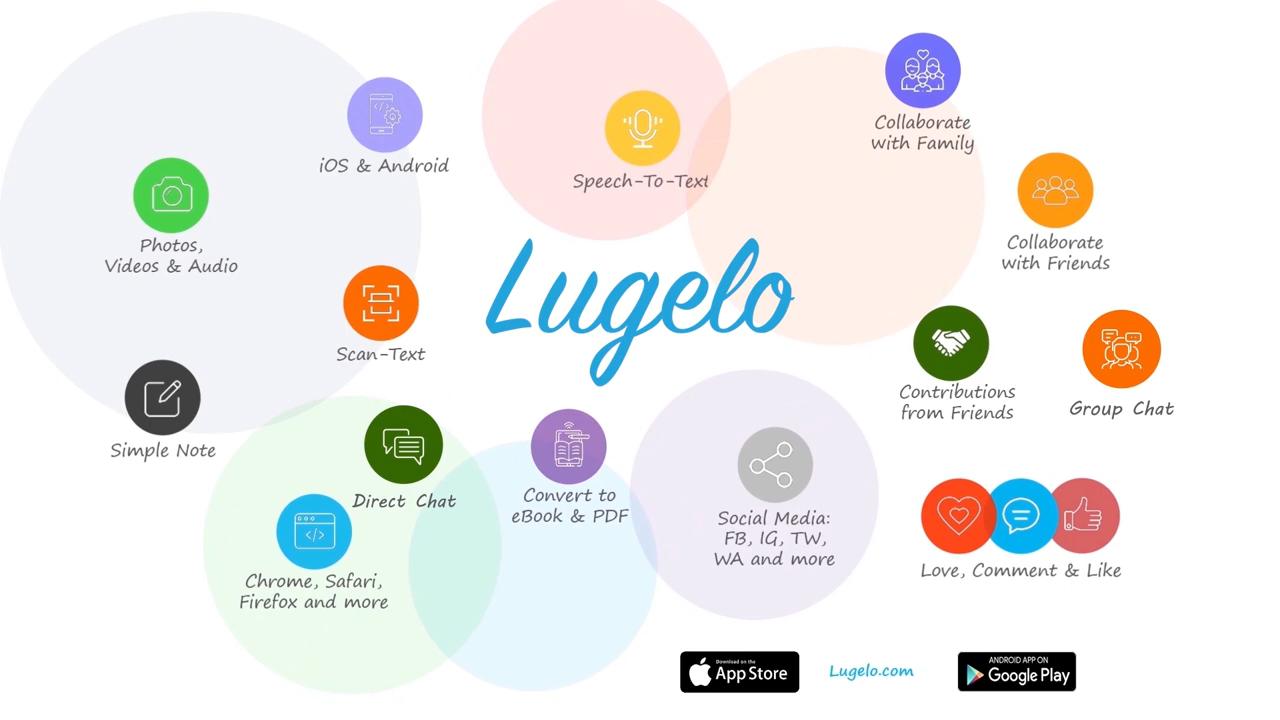 iOS & Android
Photos,
Videos & Audio
Scan-Text
Simple Note
Speech-To-Text
Collaborate
with Family
Collaborate
with Friends
Lugelo
Contributions
from Friends
Group Chat
Direct Chat
Chrome, Safari,
Firefox and more
Convert to
eBook & PDF
Social Media:
FB, IG, TW,
WA and more
Love, Comment & Like
Download on the
App Store
Lugelo.com
ANDROID APP ON
Google Play